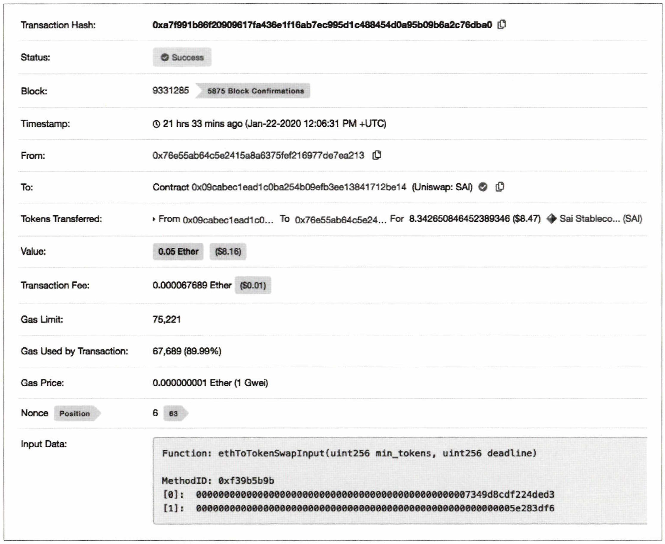 Transaction Hash: 0xa7f991b86f20909617fa436e1f16ab7ec995d1c488454d0a95b09b6a2c76dba0
Status: Success
Block: 9331285 5875 Block Confirmations
Timestamp: 21 hrs 33 mins ago (Jan-22-2020 12:06:31 PM +UTC)
From: 0x76e55ab64c5e2415a8a6375fef216977de7ea213
To: Contract 0x09cabec1ead1c0ba254b09efb3ee13841712be14 (Uniswap: SAI)
Tokens Transferred: From 0x09cabec1ead1c0... To 0x76e55ab64c5e24... For 8.342650846452389346 ($8.47) Sai Stableco... (SAI)
Value: 0.05 Ether ($8.16)
Transaction Fee: 0.000067689 Ether ($0.01)
Gas Limit: 75,221
Gas Used by Transaction: 67,689 (89.99%)
Gas Price: 0.000000001 Ether (1 Gwei)
Nonce Position 6 63
Input Data:
Function: ethToTokenSwapInput(uint256 min_tokens, uint256 deadline)
MethodID: 0xf39b5b9b
[0]: 0000000000000000000000000000000000000000000000007349d8cdf224ded3
[1]: 000000000000000000000000000000000000000000000000000000005e283df6